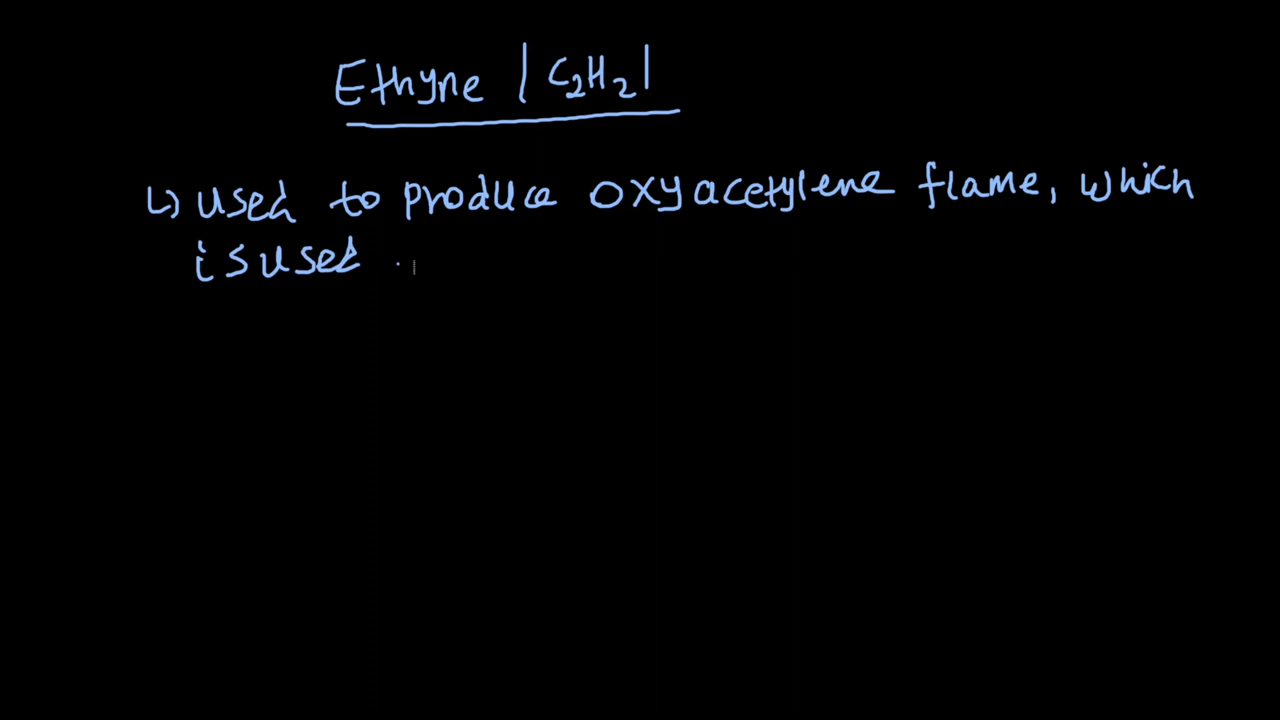 Ethyne | C₂H₂ |
↳ used to produce oxyacetylene flame, which
is used .